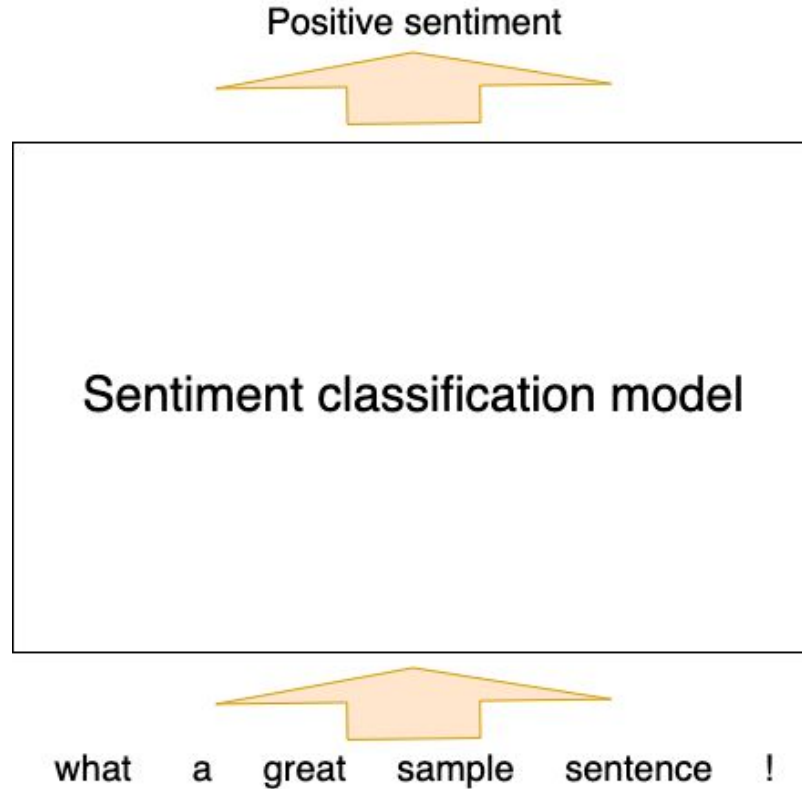 Positive sentiment
Sentiment classification model
what a great sample sentence !